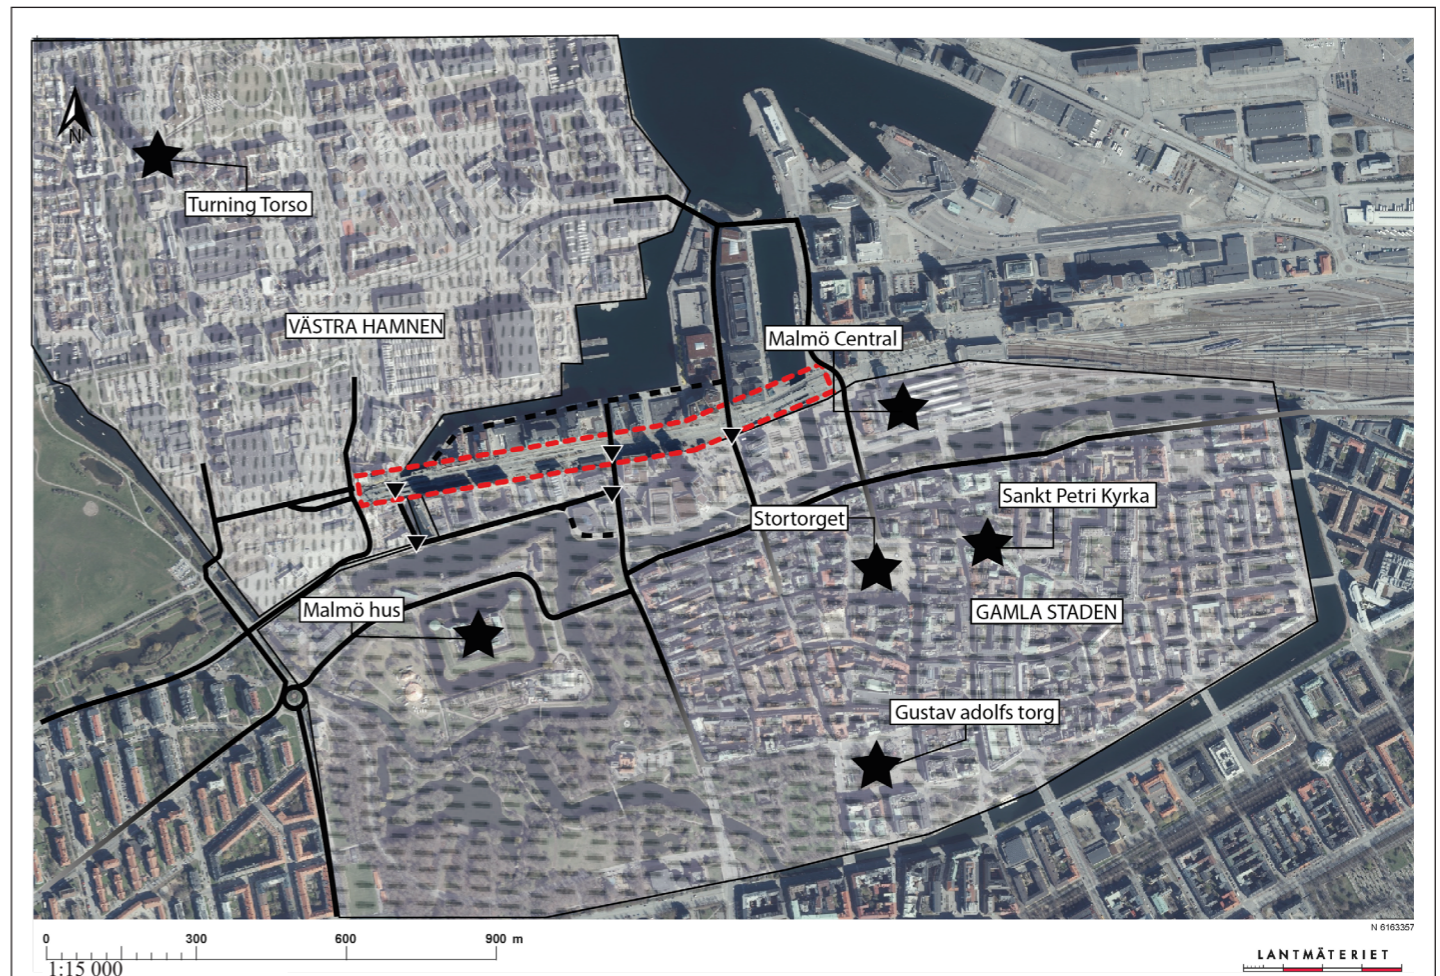 N
Turning Torso
VÄSTRA HAMNEN
Malmö Central
Sankt Petri Kyrka
Stortorget
Malmö hus
GAMLA STADEN
Gustav adolfs torg
N 6163357
0 300 600 900 m
1:15 000
LANTMÄTERIET